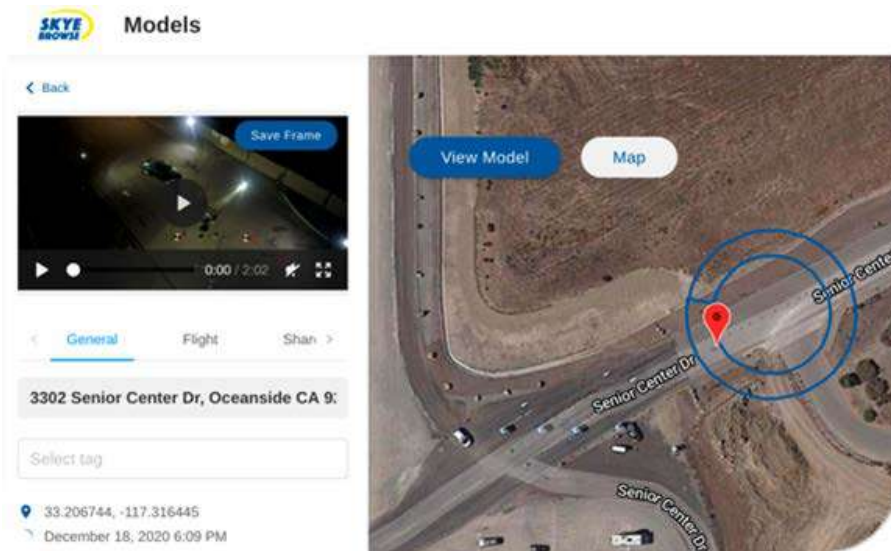 SKYE
BROWSE
Models
Back
Save Frame
0:00 / 2:02
General
Flight
Shar
3302 Senior Center Dr, Oceanside CA 92
Select tag
33.206744, -117.316445
December 18, 2020 6:09 PM
View Model
Map
Senior Cente
Senior Center Dr
Senior Center Dr